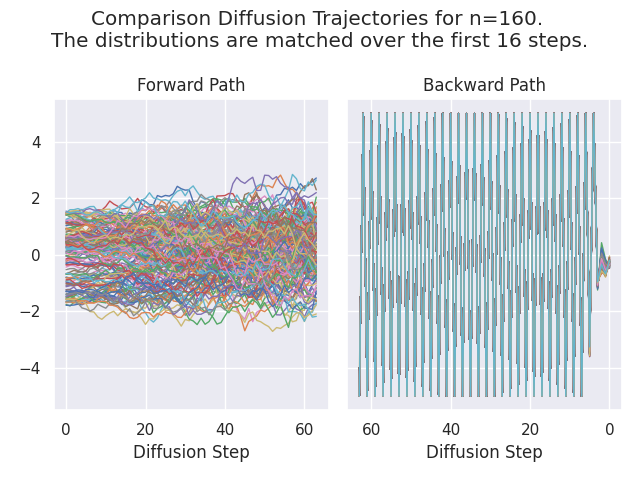 Comparison Diffusion Trajectories for n=160.
The distributions are matched over the first 16 steps.
Forward Path
Backward Path
4
2
0
−2
−4
0 20 40 60
60 40 20 0
Diffusion Step
Diffusion Step